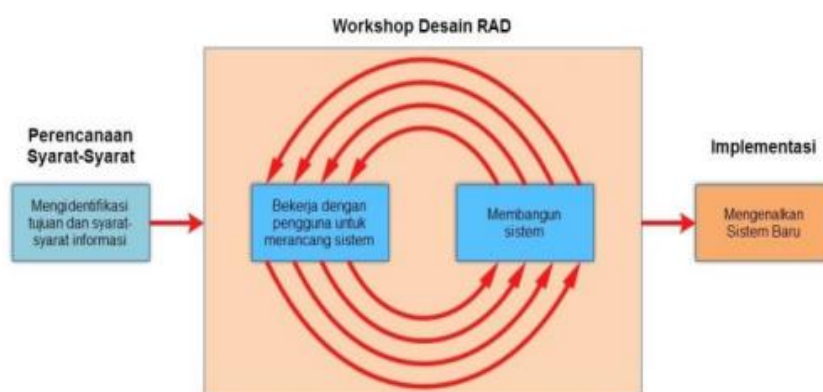 Workshop Desain RAD
Perencanaan
Syarat-Syarat
Mengidentifikasi
tujuan dan syarat-
syarat informasi
Bekerja dengan
pengguna untuk
merancang sistem
Membangun
sistem
Implementasi
Mengenalkan
Sistem Baru